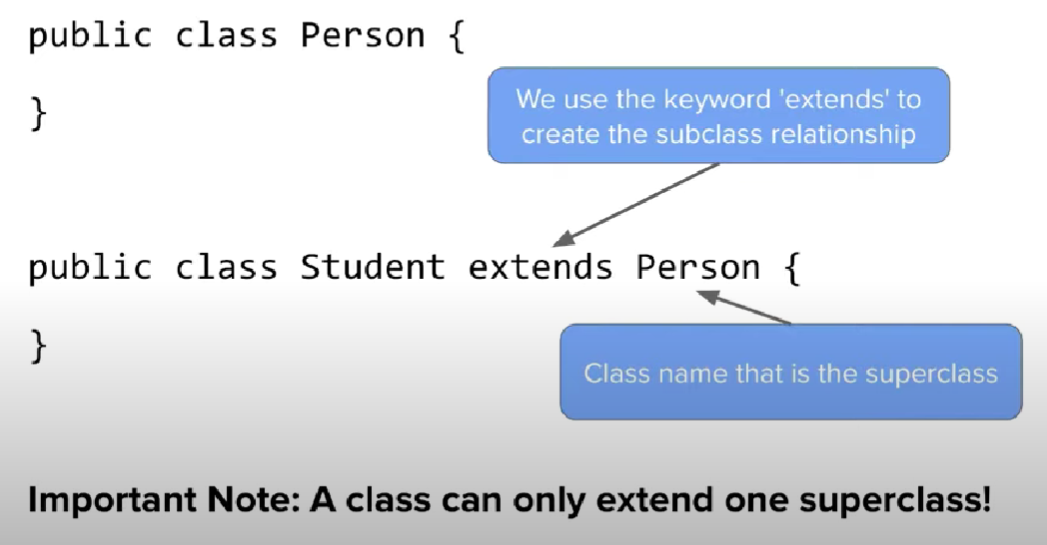 public class Person {
}
We use the keyword 'extends' to
create the subclass relationship
public class Student extends Person {
}
Class name that is the superclass
Important Note: A class can only extend one superclass!